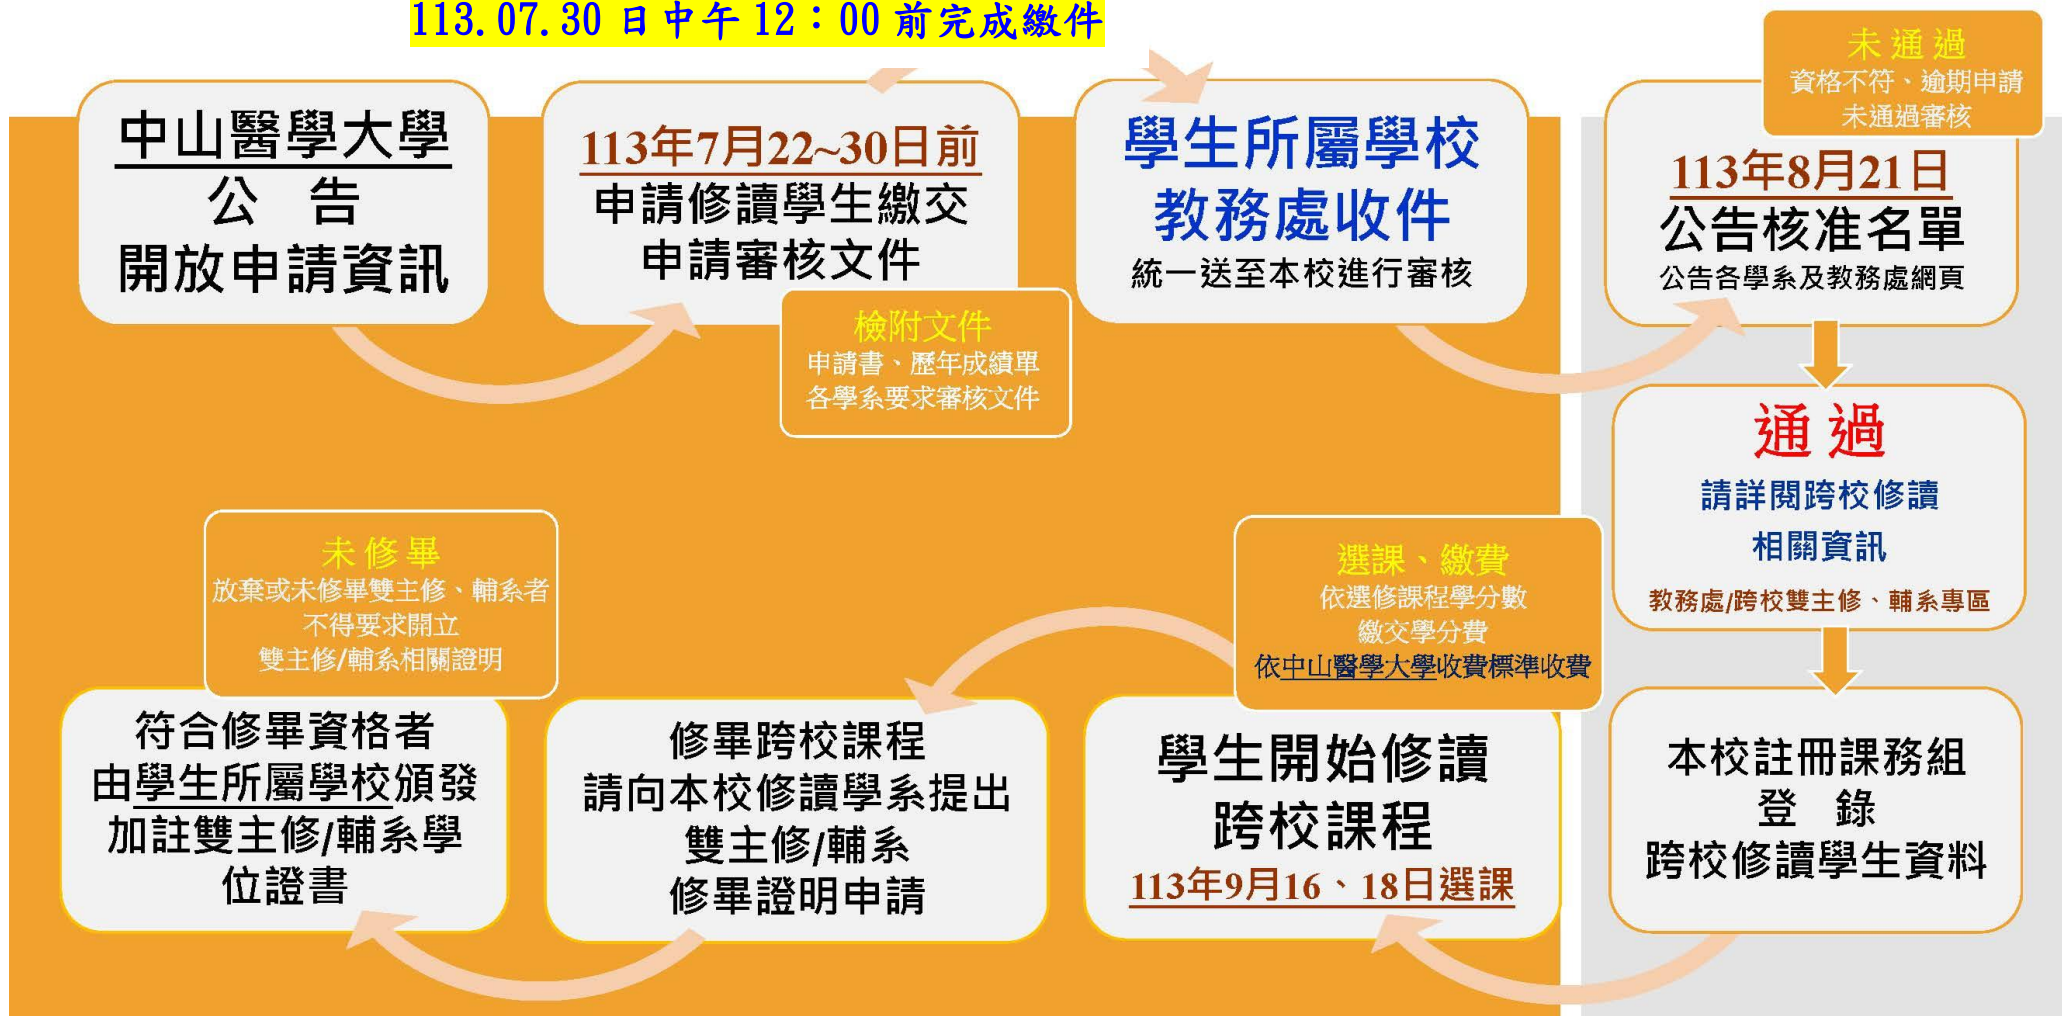 113.07.30 日中午 12：00 前完成繳件
中山醫學大學
公 告
開放申請資訊
113年7月22~30日前
申請修讀學生繳交
申請審核文件
檢附文件
申請書、歷年成績單
各學系要求審核文件
學生所屬學校
教務處收件
統一送至本校進行審核
未通過
資格不符、逾期申請
未通過審核
113年8月21日
公告核准名單
公告各學系及教務處網頁
通過
請詳閱跨校修讀
相關資訊
教務處/跨校雙主修、輔系專區
本校註冊課務組
登 錄
跨校修讀學生資料
選課、繳費
依選修課程學分數
繳交學分費
依中山醫學大學收費標準收費
學生開始修讀
跨校課程
113年9月16、18日選課
修畢跨校課程
請向本校修讀學系提出
雙主修/輔系
修畢證明申請
未修畢
放棄或未修畢雙主修、輔系者
不得要求開立
雙主修/輔系相關證明
符合修畢資格者
由學生所屬學校頒發
加註雙主修/輔系學
位證書